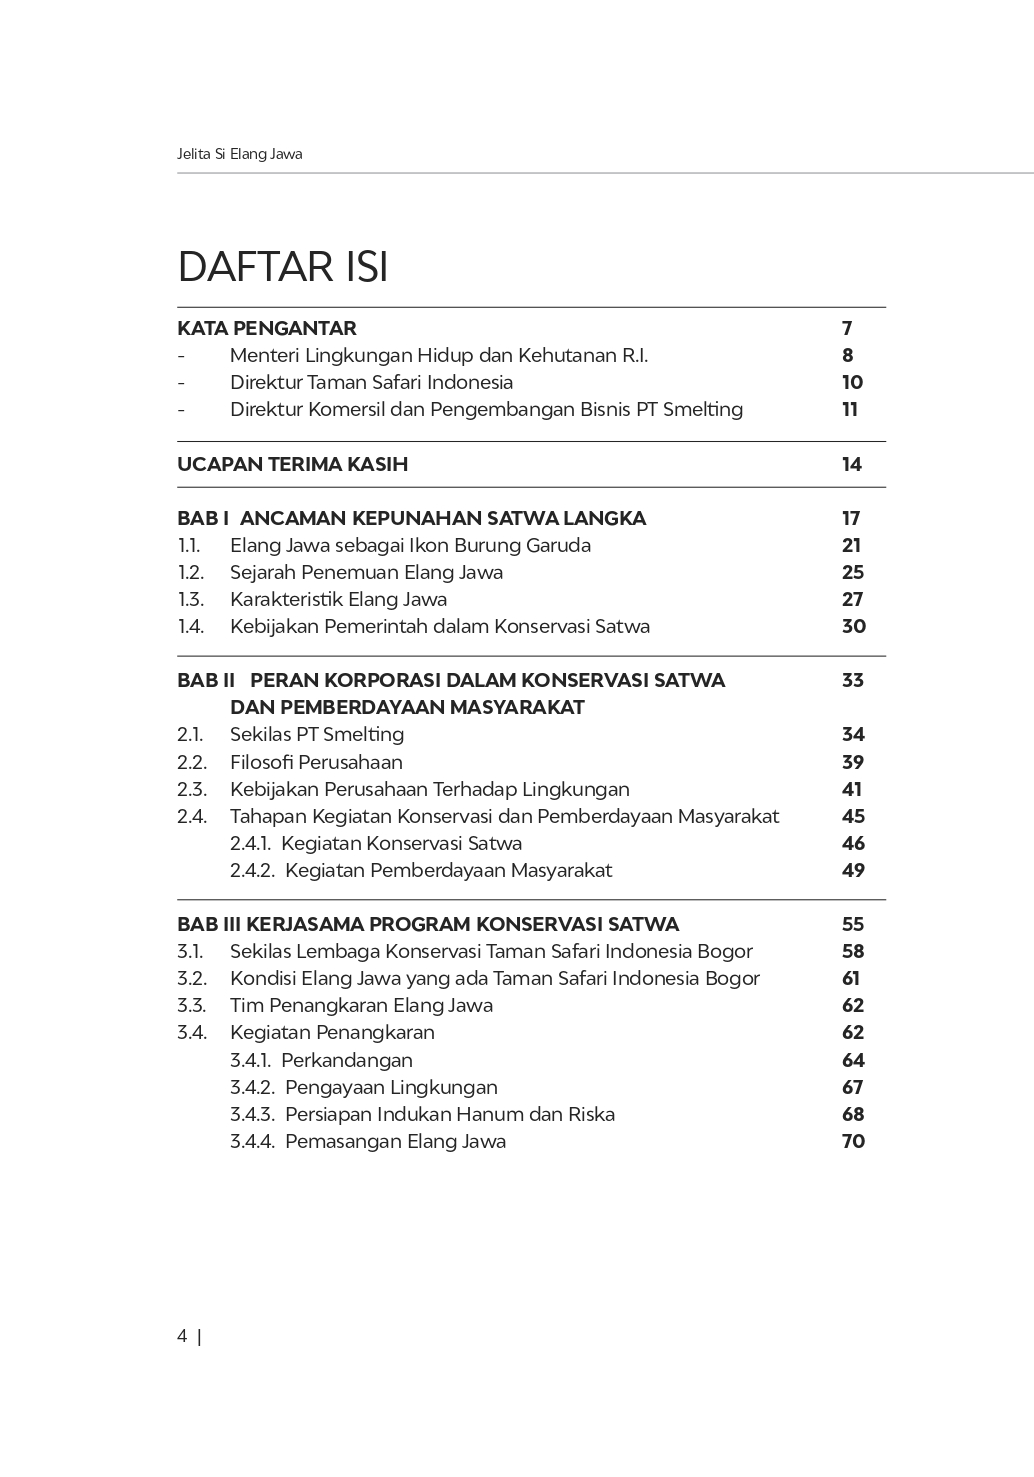 Jelita Si Elang Jawa
DAFTAR ISI
KATA PENGANTAR 7
- Menteri Lingkungan Hidup dan Kehutanan R.I. 8
- Direktur Taman Safari Indonesia 10
- Direktur Komersil dan Pengembangan Bisnis PT Smelting 11
UCAPAN TERIMA KASIH 14
BAB I ANCAMAN KEPUNAHAN SATWA LANGKA 17
1.1. Elang Jawa sebagai Ikon Burung Garuda 21
1.2. Sejarah Penemuan Elang Jawa 25
1.3. Karakteristik Elang Jawa 27
1.4. Kebijakan Pemerintah dalam Konservasi Satwa 30
BAB II PERAN KORPORASI DALAM KONSERVASI SATWA 33
DAN PEMBERDAYAAN MASYARAKAT
2.1. Sekilas PT Smelting 34
2.2. Filosofi Perusahaan 39
2.3. Kebijakan Perusahaan Terhadap Lingkungan 41
2.4. Tahapan Kegiatan Konservasi dan Pemberdayaan Masyarakat 45
2.4.1. Kegiatan Konservasi Satwa 46
2.4.2. Kegiatan Pemberdayaan Masyarakat 49
BAB III KERJASAMA PROGRAM KONSERVASI SATWA 55
3.1. Sekilas Lembaga Konservasi Taman Safari Indonesia Bogor 58
3.2. Kondisi Elang Jawa yang ada Taman Safari Indonesia Bogor 61
3.3. Tim Penangkaran Elang Jawa 62
3.4. Kegiatan Penangkaran 62
3.4.1. Perkandangan 64
3.4.2. Pengayaan Lingkungan 67
3.4.3. Persiapan Indukan Hanum dan Riska 68
3.4.4. Pemasangan Elang Jawa 70
4 |